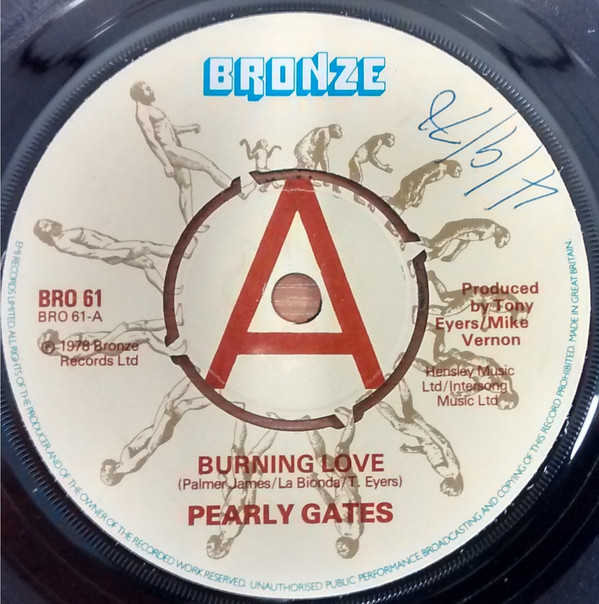 BRONZE
4/9/78
A
BRO 61
BRO 61-A
℗ 1978 Bronze
Records Ltd
Produced
by Tony
Eyers/Mike
Vernon
Hensley Music
Ltd/Intersong
Music Ltd
BURNING LOVE
(Palmer James/La Bionda/T. Eyers)
PEARLY GATES
EMI RECORDS LIMITED. ALL RIGHTS OF THE PRODUCER AND OF THE OWNER OF THE RECORDED WORK RESERVED. UNAUTHORISED PUBLIC PERFORMANCE, BROADCASTING AND COPYING OF THIS RECORD PROHIBITED. MADE IN GREAT BRITAIN.